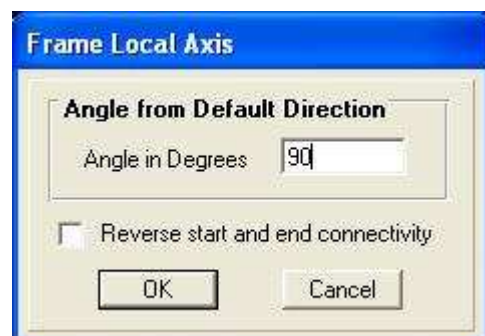 Frame Local Axis
Angle from Default Direction
Angle in Degrees 90
Reverse start and end connectivity
OK Cancel